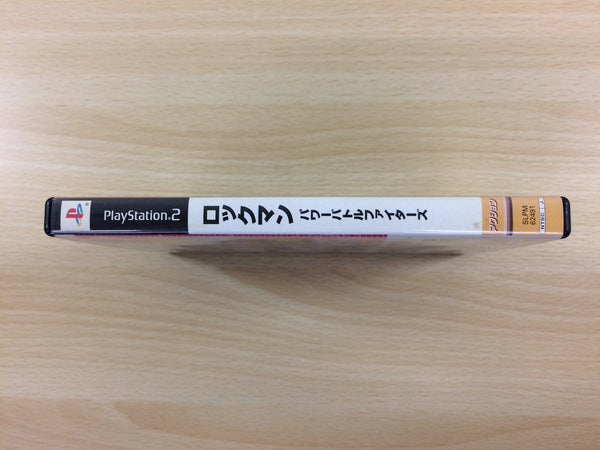 PlayStation.2
ロックマン パワーバトルファイターズ
アクション
SLPM
62491
NTSC J